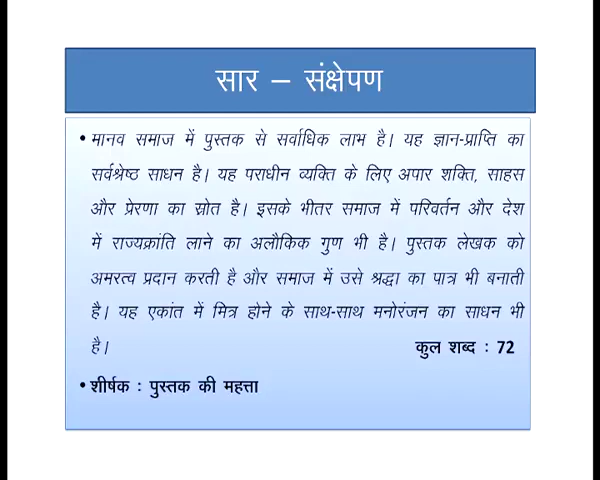 सार – संक्षेपण
• मानव समाज में पुस्तक से सर्वाधिक लाभ है। यह ज्ञान-प्राप्ति का
सर्वश्रेष्ठ साधन है। यह पराधीन व्यक्ति के लिए अपार शक्ति, साहस
और प्रेरणा का स्रोत है। इसके भीतर समाज में परिवर्तन और देश
में राज्यक्रांति लाने का अलौकिक गुण भी है। पुस्तक लेखक को
अमरत्व प्रदान करती है और समाज में उसे श्रद्धा का पात्र भी बनाती
है। यह एकांत में मित्र होने के साथ-साथ मनोरंजन का साधन भी
है। कुल शब्द : 72
• शीर्षक : पुस्तक की महत्ता